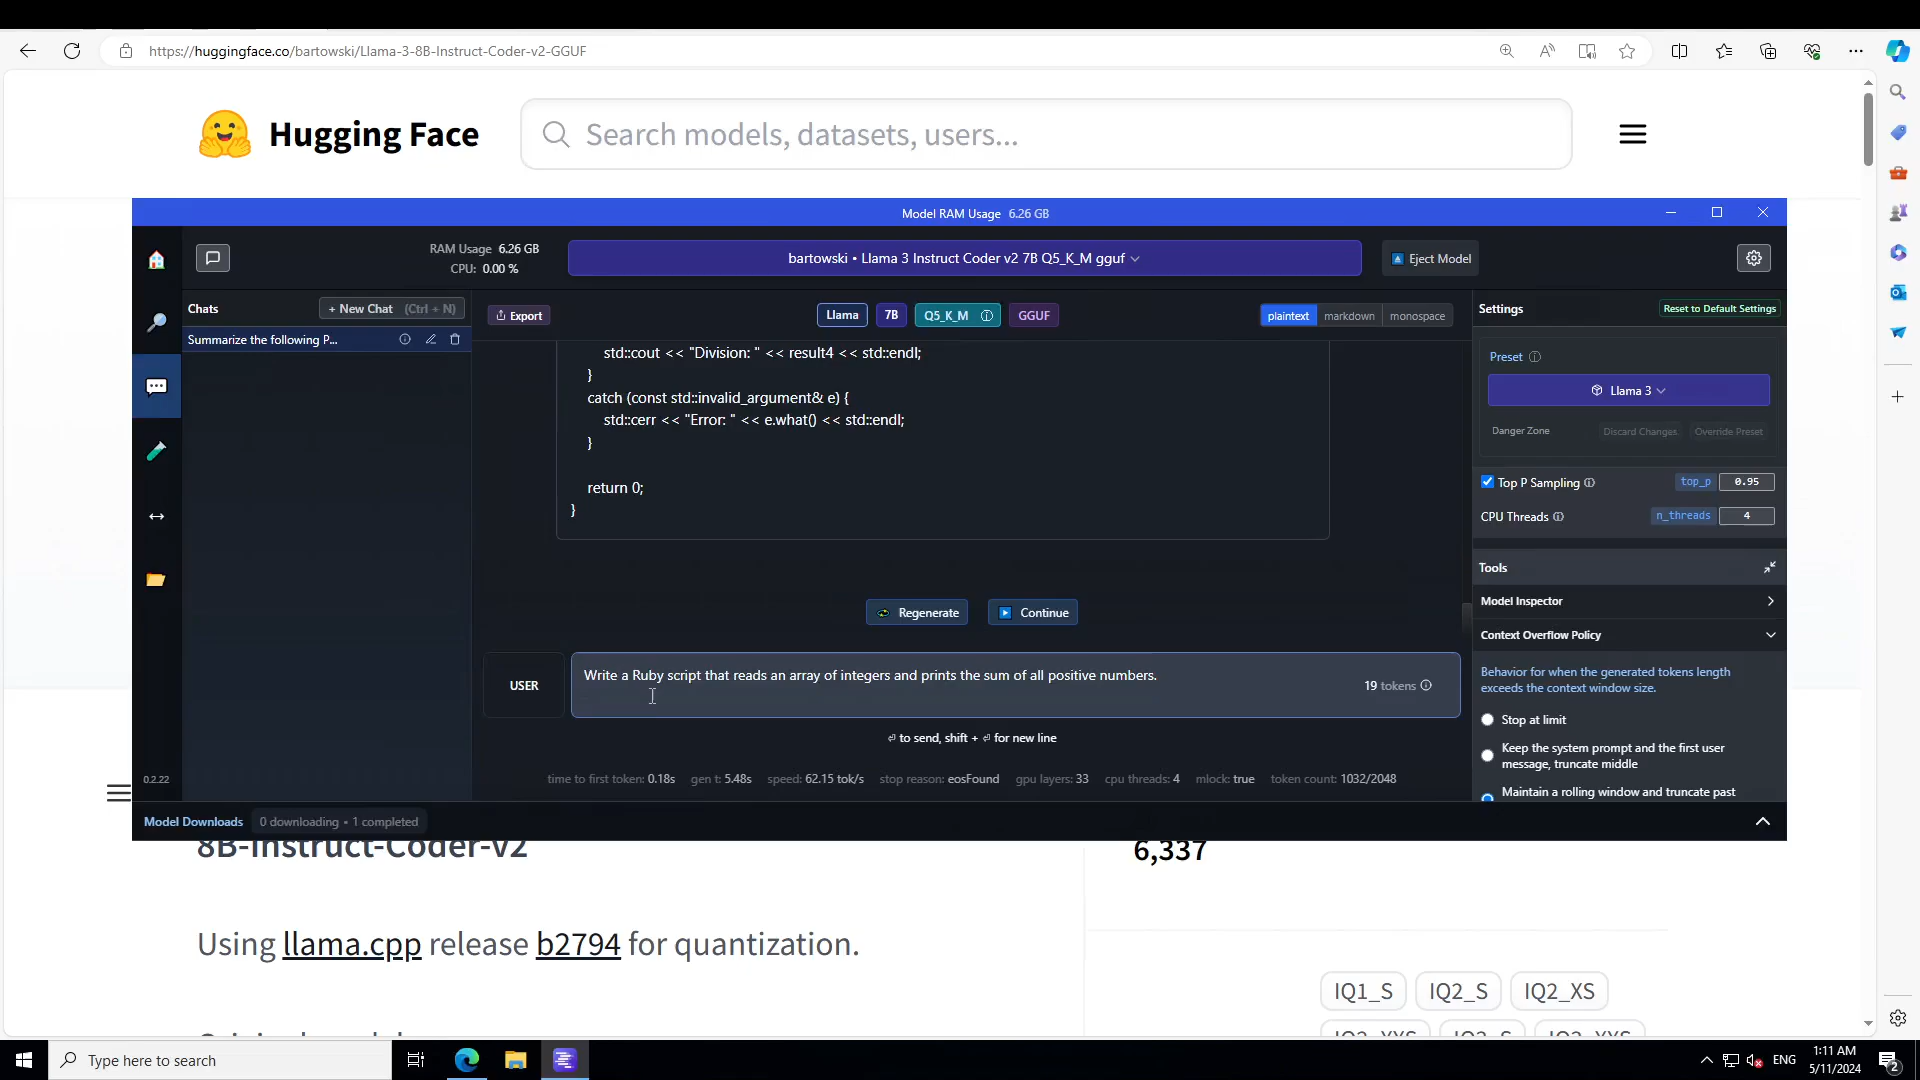 https://huggingface.co/bartowski/Llama-3-8B-Instruct-Coder-v2-GGUF
Hugging Face
Search models, datasets, users...
Model RAM Usage 6.26 GB
RAM Usage 6.26 GB
CPU: 0.00 %
bartowski • Llama 3 Instruct Coder v2 7B Q5_K_M gguf
Eject Model
Chats
+ New Chat (Ctrl + N)
Export
Llama
7B
Q5_K_M
GGUF
plaintext
markdown
monospace
Settings
Reset to Default Settings
Summarize the following P...
std::cout << "Division: " << result4 << std::endl;
}
catch (const std::invalid_argument& e) {
std::cerr << "Error: " << e.what() << std::endl;
}
return 0;
}
Preset
Llama 3
Danger Zone
Discard Changes
Override Preset
Top P Sampling
top_p
0.95
CPU Threads
n_threads
4
Tools
Model Inspector
Context Overflow Policy
Behavior for when the generated tokens length
exceeds the context window size.
Stop at limit
Keep the system prompt and the first user
message, truncate middle
Maintain a rolling window and truncate past
Regenerate
Continue
USER
Write a Ruby script that reads an array of integers and prints the sum of all positive numbers.
19 tokens
⏎ to send, shift + ⏎ for new line
time to first token: 0.18s gen t: 5.48s speed: 62.15 tok/s stop reason: eosFound gpu layers: 33 cpu threads: 4 mlock: true token count: 1032/2048
0.2.22
Model Downloads
0 downloading • 1 completed
8B-Instruct-Coder-v2
6,337
Using llama.cpp release b2794 for quantization.
IQ1_S
IQ2_S
IQ2_XS
Type here to search
ENG
1:11 AM
5/11/2024
2